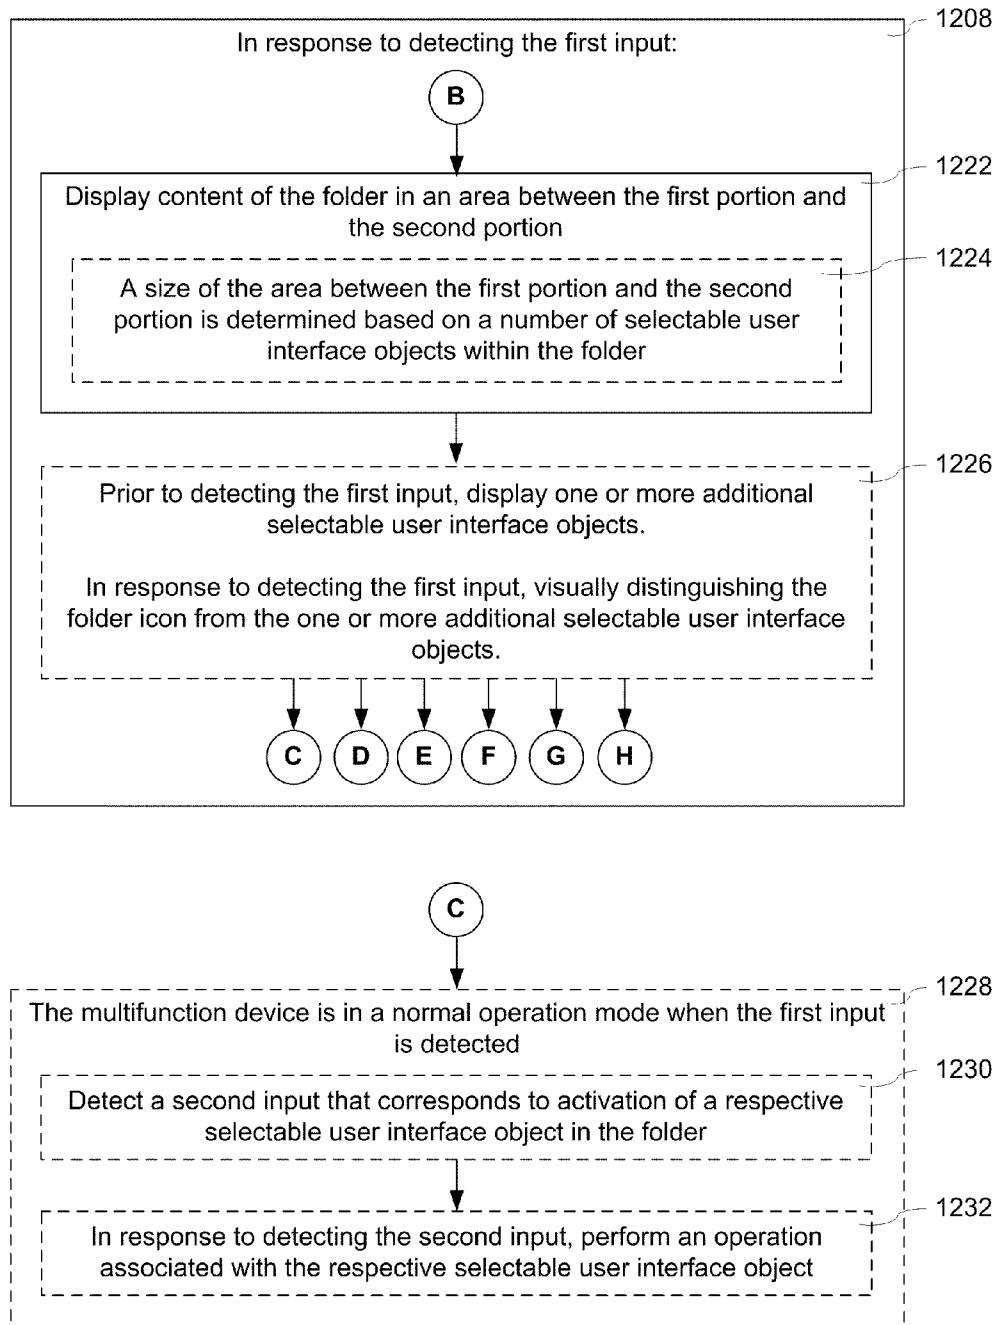 1208
In response to detecting the first input:
B
1222
Display content of the folder in an area between the first portion and
the second portion
1224
A size of the area between the first portion and the second
portion is determined based on a number of selectable user
interface objects within the folder
1226
Prior to detecting the first input, display one or more additional
selectable user interface objects.
In response to detecting the first input, visually distinguishing the
folder icon from the one or more additional selectable user interface
objects.
C D E F G H
C
1228
The multifunction device is in a normal operation mode when the first input
is detected
1230
Detect a second input that corresponds to activation of a respective
selectable user interface object in the folder
1232
In response to detecting the second input, perform an operation
associated with the respective selectable user interface object